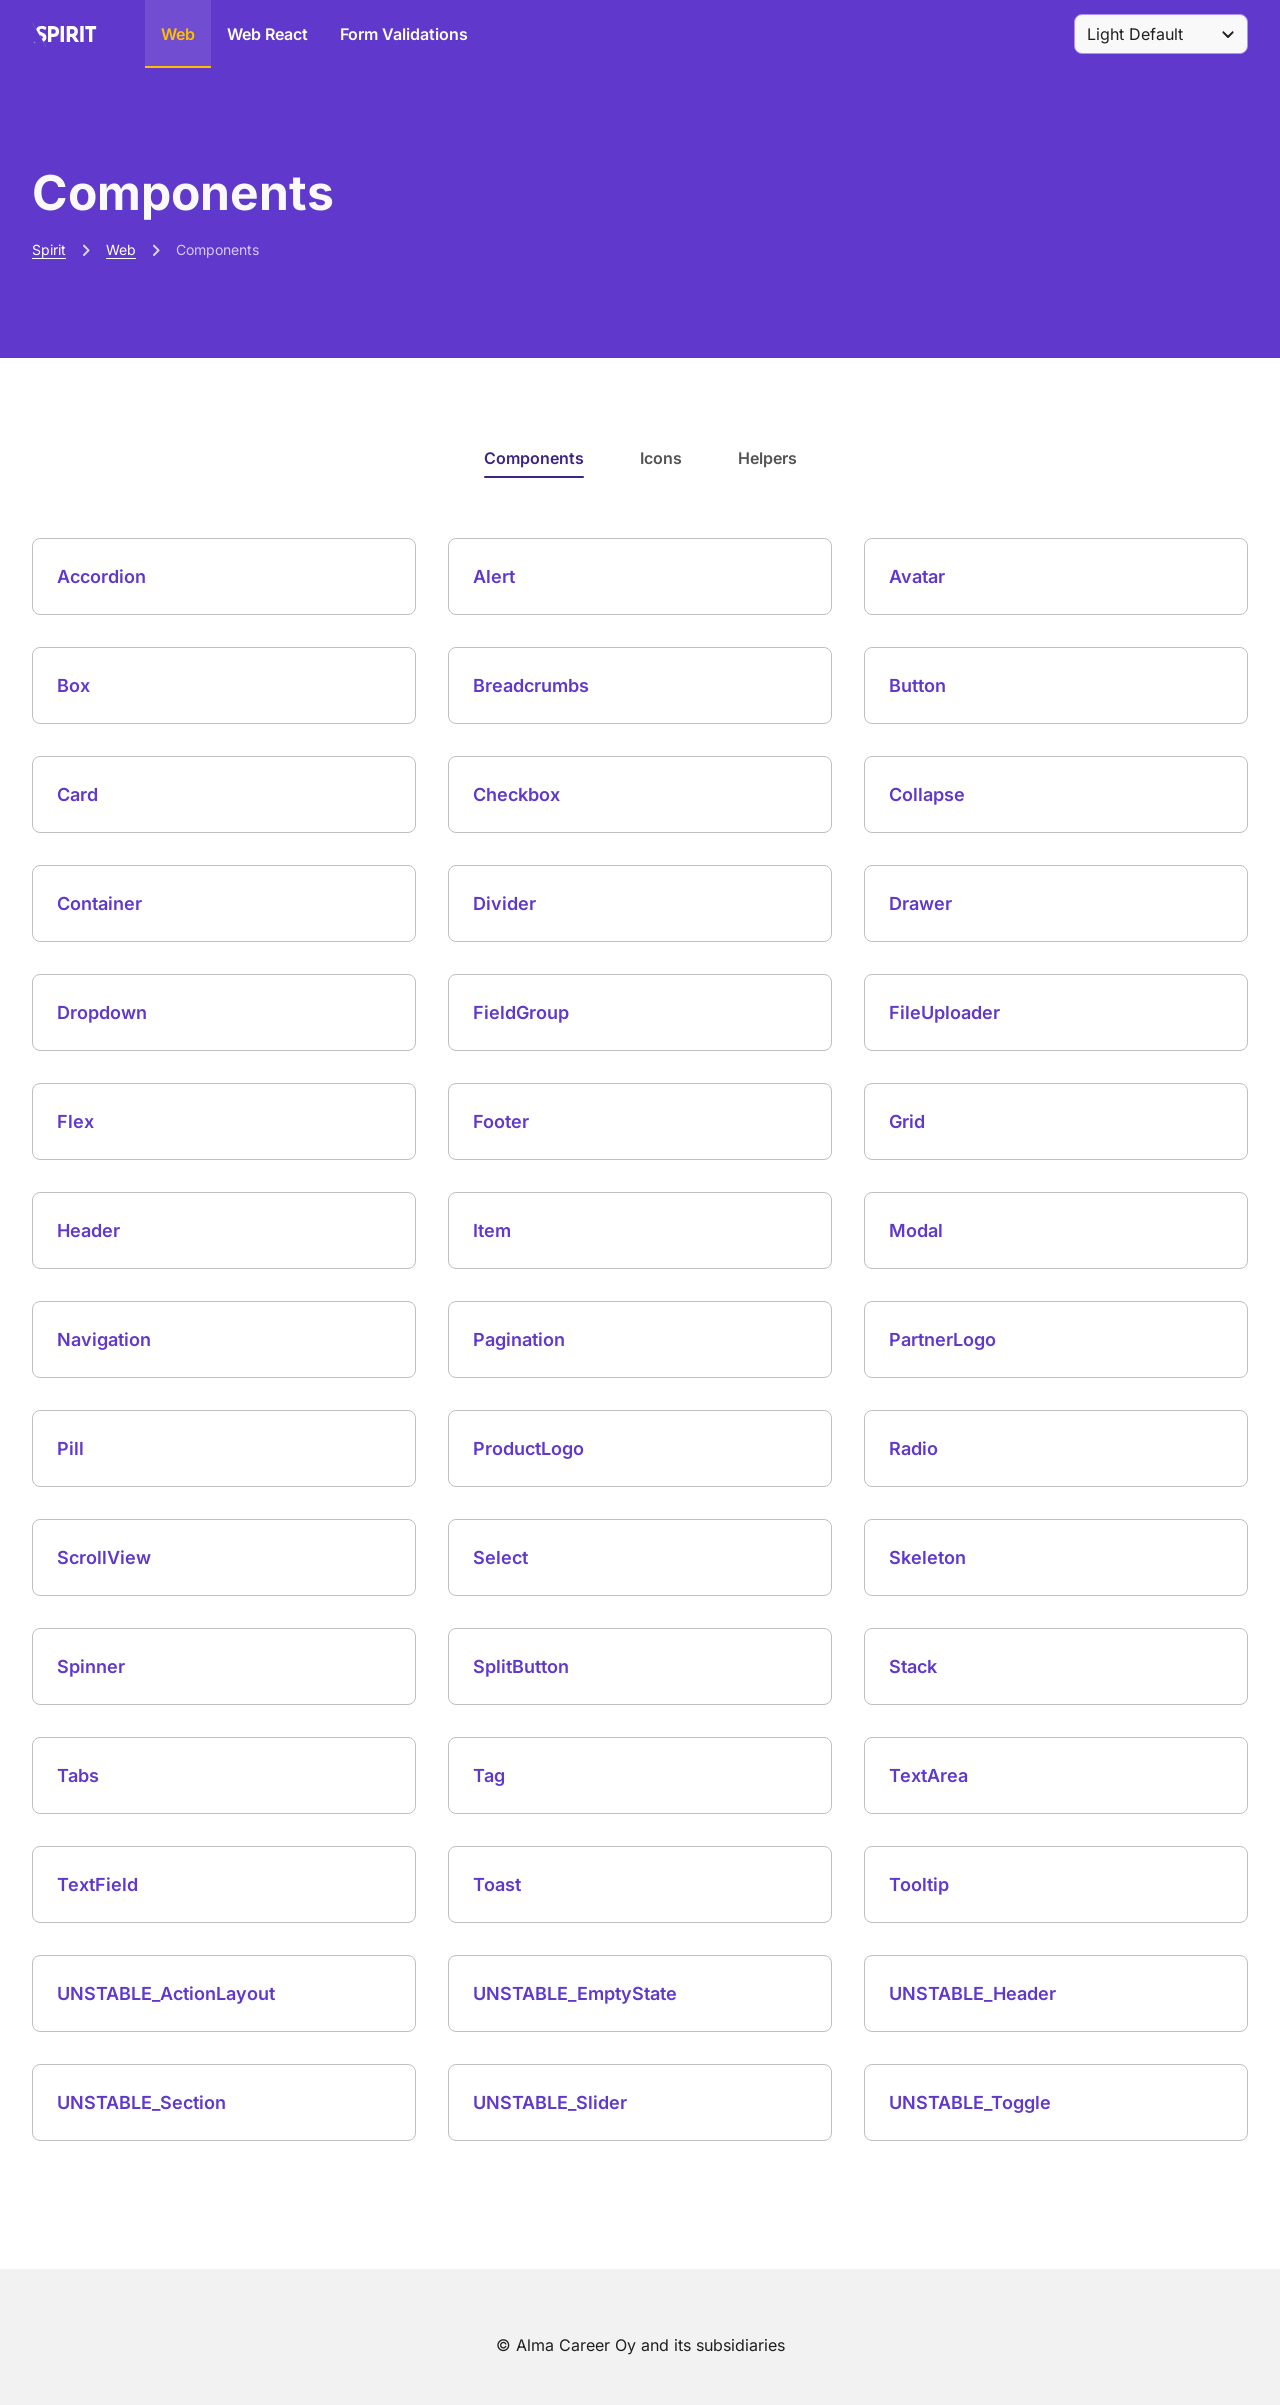 SPIRIT Web Web React Form Validations Light Default
Components
Spirit Web Components
Components Icons Helpers
Accordion Alert Avatar
Box Breadcrumbs Button
Card Checkbox Collapse
Container Divider Drawer
Dropdown FieldGroup FileUploader
Flex Footer Grid
Header Item Modal
Navigation Pagination PartnerLogo
Pill ProductLogo Radio
ScrollView Select Skeleton
Spinner SplitButton Stack
Tabs Tag TextArea
TextField Toast Tooltip
UNSTABLE_ActionLayout UNSTABLE_EmptyState UNSTABLE_Header
UNSTABLE_Section UNSTABLE_Slider UNSTABLE_Toggle
© Alma Career Oy and its subsidiaries